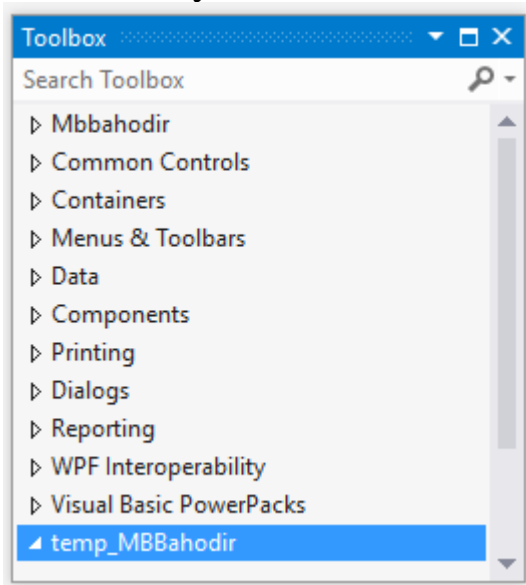 Toolbox
Search Toolbox
Mbbahodir
Common Controls
Containers
Menus & Toolbars
Data
Components
Printing
Dialogs
Reporting
WPF Interoperability
Visual Basic PowerPacks
temp_MBBahodir